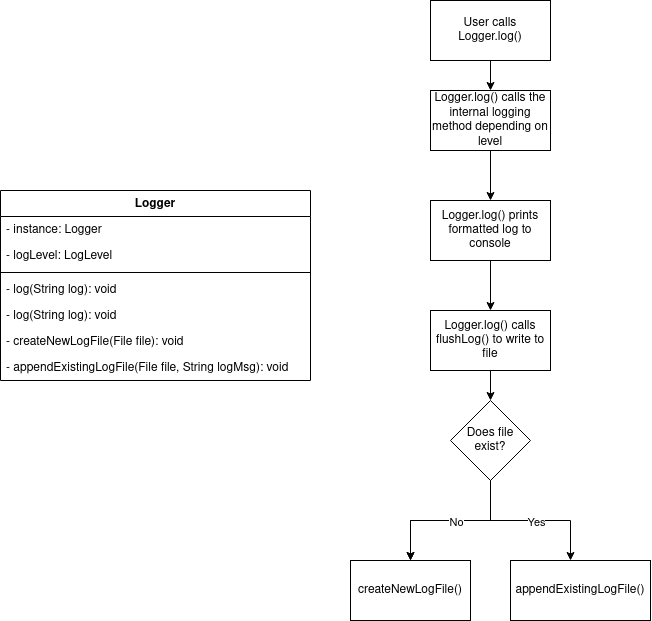 User calls
Logger.log()
Logger.log() calls the
internal logging
method depending on
level
Logger
- instance: Logger
- logLevel: LogLevel
- log(String log): void
- log(String log): void
- createNewLogFile(File file): void
- appendExistingLogFile(File file, String logMsg): void
Logger.log() prints
formatted log to
console
Logger.log() calls
flushLog() to write to
file
Does file
exist?
No
Yes
createNewLogFile()
appendExistingLogFile()